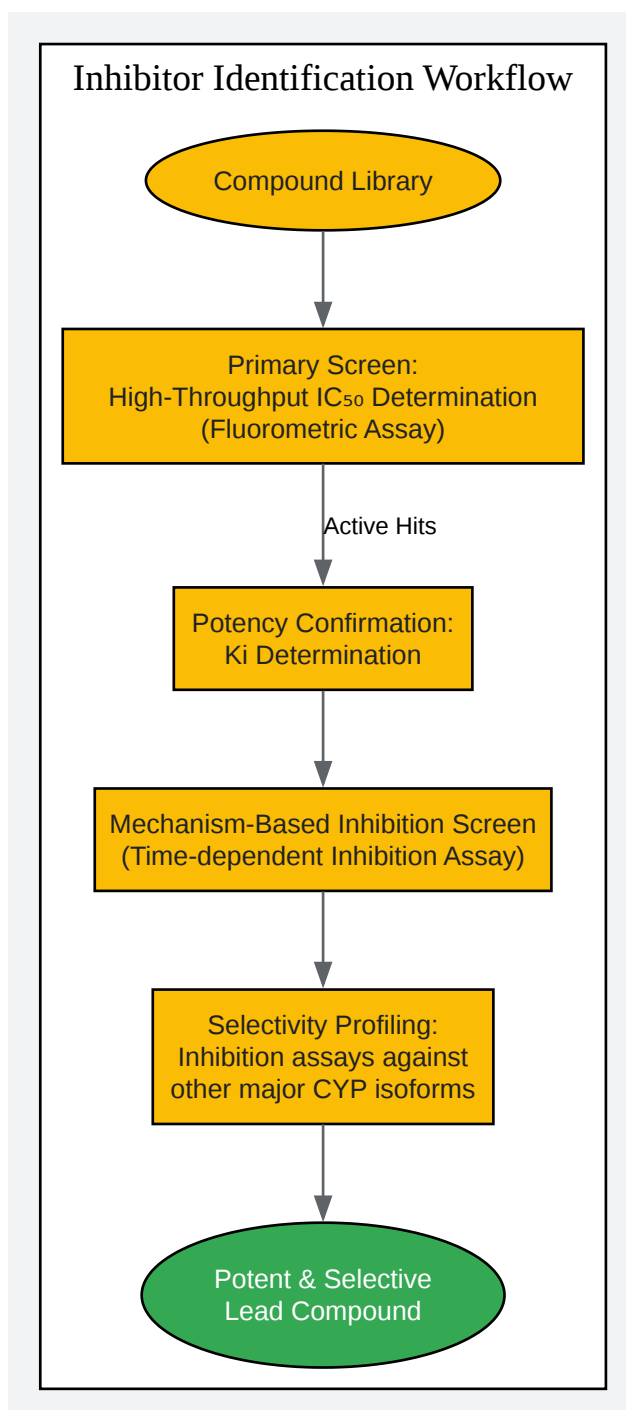 Inhibitor Identification Workflow
Compound Library
Primary Screen:
High-Throughput IC₅₀ Determination
(Fluorometric Assay)
Active Hits
Potency Confirmation:
Ki Determination
Mechanism-Based Inhibition Screen
(Time-dependent Inhibition Assay)
Selectivity Profiling:
Inhibition assays against
other major CYP isoforms
Potent & Selective
Lead Compound